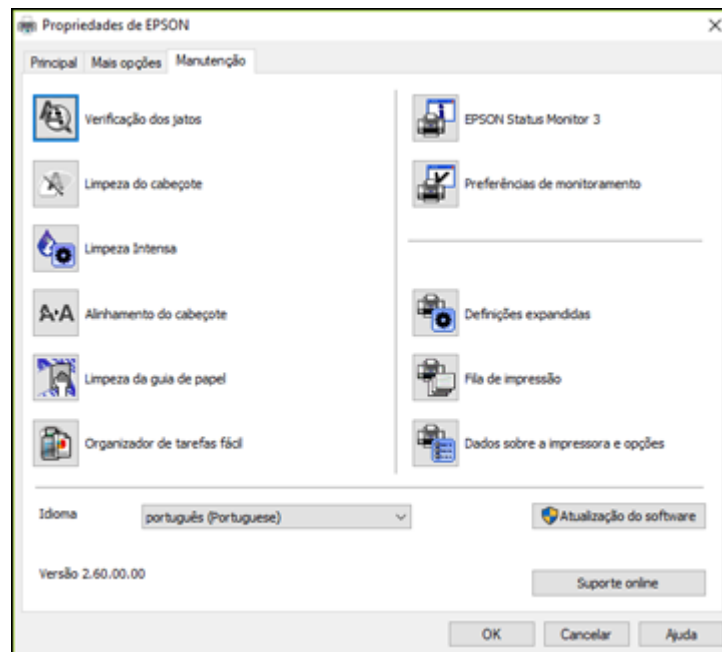 Propriedades de EPSON
Principal Mais opções Manutenção
Verificação dos jatos
Limpeza do cabeçote
Limpeza Intensa
A·A Alinhamento do cabeçote
Limpeza da guia de papel
Organizador de tarefas fácil
EPSON Status Monitor 3
Preferências de monitoramento
Definições expandidas
Fila de impressão
Dados sobre a impressora e opções
Idioma português (Portuguese)
Atualização do software
Versão 2.60.00.00
Suporte online
OK Cancelar Ajuda